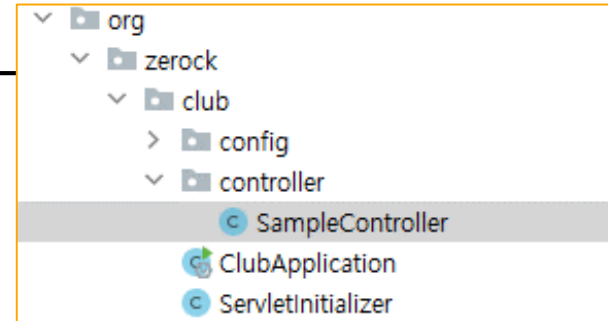 org
zerock
club
config
controller
SampleController
ClubApplication
ServletInitializer